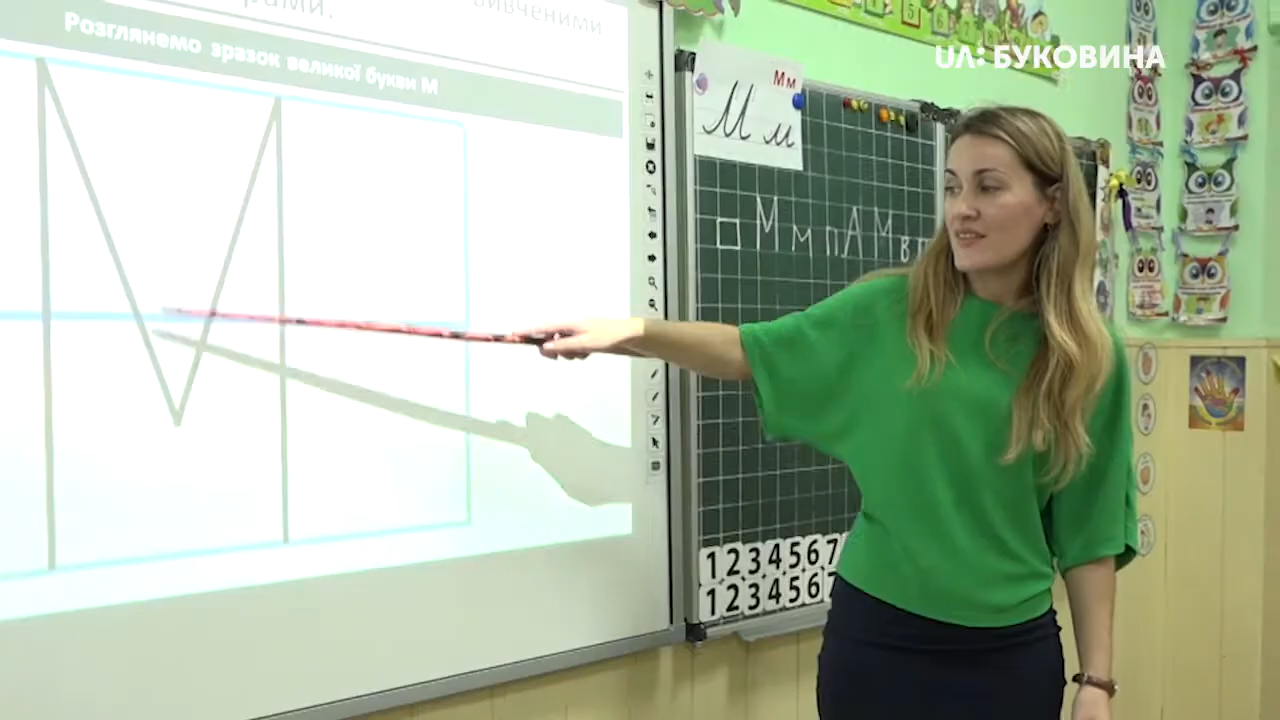 вивченими
Розглянемо зразок великої букви М
UA: БУКОВИНА
Мм
М м
М м п Д М в
1 2 3 4 5 6 7
1 2 3 4 5 6 7
5